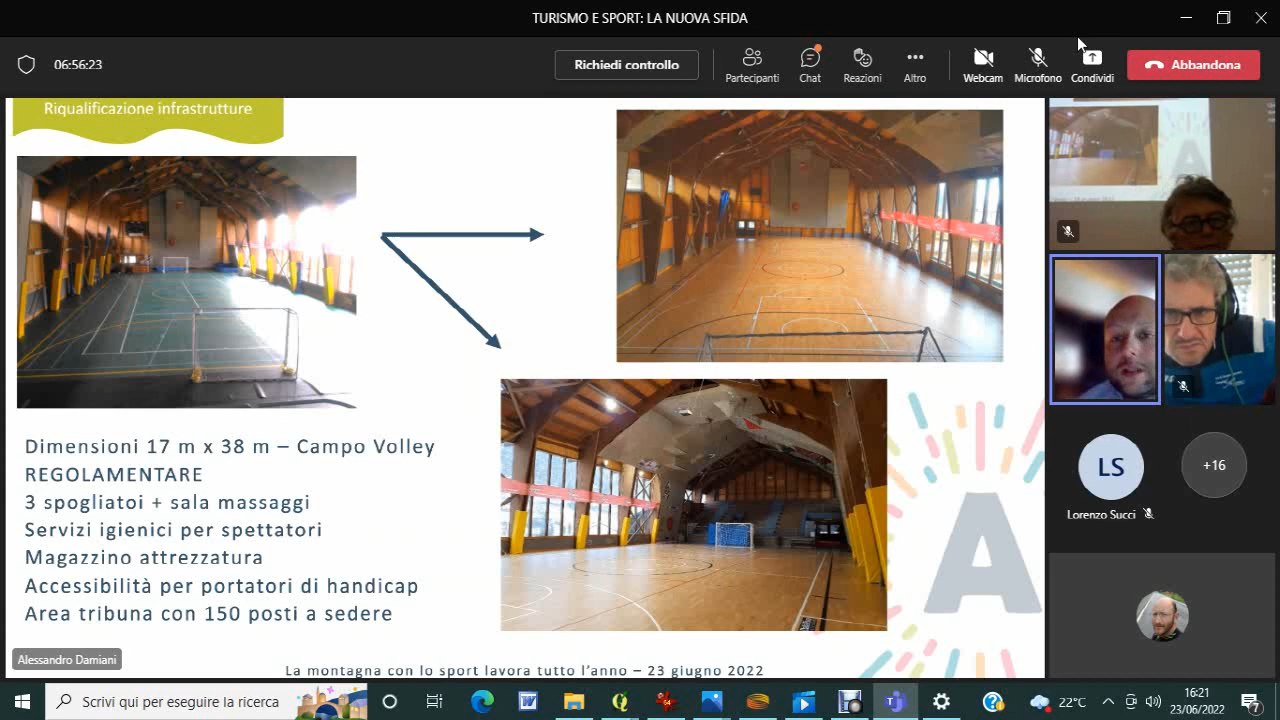 TURISMO E SPORT: LA NUOVA SFIDA
06:56:23
Richiedi controllo
Partecipanti
Chat
Reazioni
Altro
Webcam
Microfono
Condividi
Abbandona
Riqualificazione infrastrutture
Dimensioni 17 m x 38 m – Campo Volley
REGOLAMENTARE
3 spogliatoi + sala massaggi
Servizi igienici per spettatori
Magazzino attrezzatura
Accessibilità per portatori di handicap
Area tribuna con 150 posti a sedere
A
LS
+16
Lorenzo Succi
Alessandro Damiani
La montagna con lo sport lavora tutto l'anno – 23 giugno 2022
Scrivi qui per eseguire la ricerca
22°C
16:21
23/06/2022
7